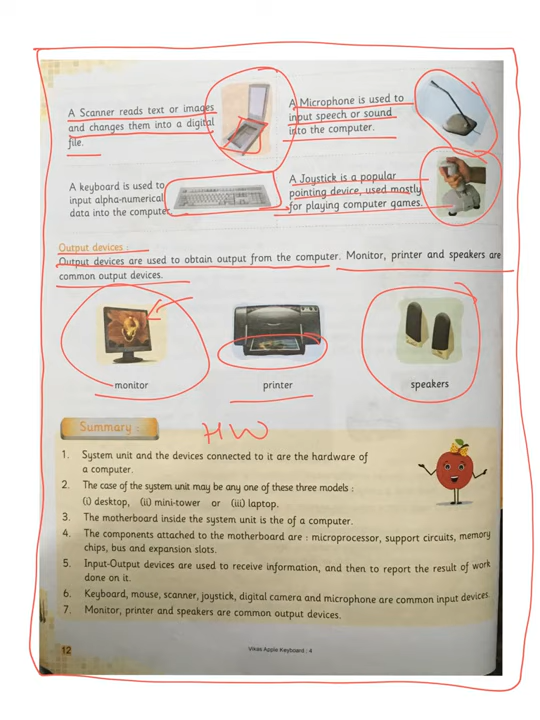 A Scanner reads text or images
and changes them into a digital
file.
A Microphone is used to
input speech or sound
into the computer.
A keyboard is used to
input alpha-numerical
data into the computer.
A Joystick is a popular
pointing device, used mostly
for playing computer games.
Output devices :
Output devices are used to obtain output from the computer. Monitor, printer and speakers are
common output devices.
monitor
printer
speakers
Summary :
HW
1. System unit and the devices connected to it are the hardware of
a computer.
2. The case of the system unit may be any one of these three models :
(i) desktop, (ii) mini-tower or (iii) laptop.
3. The motherboard inside the system unit is the of a computer.
4. The components attached to the motherboard are : microprocessor, support circuits, memory
chips, bus and expansion slots.
5. Input-Output devices are used to receive information, and then to report the result of work
done on it.
6. Keyboard, mouse, scanner, joystick, digital camera and microphone are common input devices.
7. Monitor, printer and speakers are common output devices.
12
Vikas Apple Keyboard : 4